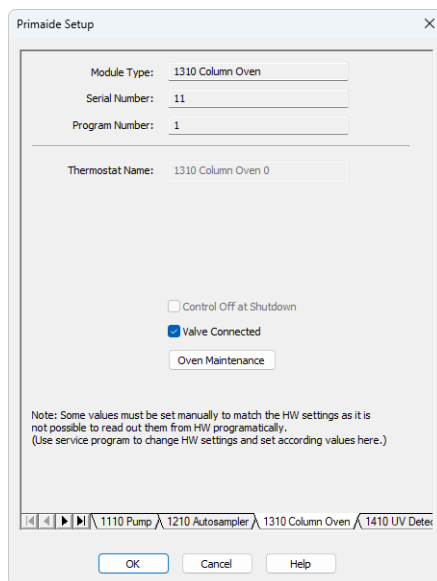 Primaide Setup
Module Type: 1310 Column Oven
Serial Number: 11
Program Number: 1
Thermostat Name: 1310 Column Oven 0
Control Off at Shutdown
Valve Connected
Oven Maintenance
Note: Some values must be set manually to match the HW settings as it is
not possible to read out them from HW programatically.
(Use service program to change HW settings and set according values here.)
1110 Pump 1210 Autosampler 1310 Column Oven 1410 UV Detec
OK Cancel Help